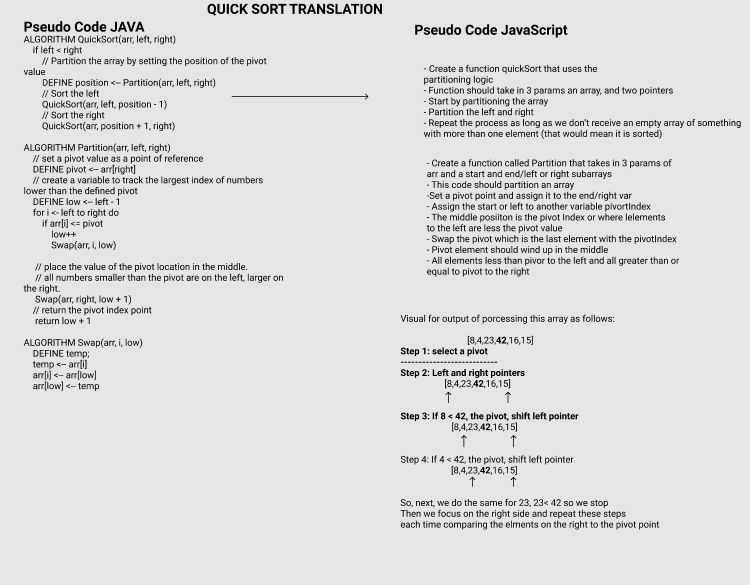 QUICK SORT TRANSLATION
Pseudo Code JAVA
ALGORITHM QuickSort(arr, left, right)
if left < right
// Partition the array by setting the position of the pivot
value
DEFINE position <-- Partition(arr, left, right)
// Sort the left
QuickSort(arr, left, position - 1)
// Sort the right
QuickSort(arr, position + 1, right)
ALGORITHM Partition(arr, left, right)
// set a pivot value as a point of reference
DEFINE pivot <-- arr[right]
// create a variable to track the largest index of numbers
lower than the defined pivot
DEFINE low <-- left - 1
for i <- left to right do
if arr[i] <= pivot
low++
Swap(arr, i, low)
// place the value of the pivot location in the middle.
// all numbers smaller than the pivot are on the left, larger on
the right.
Swap(arr, right, low + 1)
// return the pivot index point
return low + 1
ALGORITHM Swap(arr, i, low)
DEFINE temp;
temp <-- arr[i]
arr[i] <-- arr[low]
arr[low] <-- temp
Pseudo Code JavaScript
- Create a function quickSort that uses the
partitioning logic
- Function should take in 3 params an array, and two pointers
- Start by partitioning the array
- Partition the left and right
- Repeat the process as long as we don't receive an empty array of something
with more than one element (that would mean it is sorted)
- Create a function called Partition that takes in 3 params of
arr and a start and end/left or right subarrays
- This code should partition an array
-Set a pivot point and assign it to the end/right var
- Assign the start or left to another variable pivortIndex
- The middle posiiton is the pivot Index or where lelements
to the left are less the pivot value
- Swap the pivot which is the last element with the pivotIndex
- Pivot element should wind up in the middle
- All elements less than pivor to the left and all greater than or
equal to pivot to the right
Visual for output of porcessing this array as follows:
[8,4,23,42,16,15]
Step 1: select a pivot
---------------------------
Step 2: Left and right pointers
[8,4,23,42,16,15]
Step 3: If 8 < 42, the pivot, shift left pointer
[8,4,23,42,16,15]
Step 4: If 4 < 42, the pivot, shift left pointer
[8,4,23,42,16,15]
So, next, we do the same for 23, 23< 42 so we stop
Then we focus on the right side and repeat these steps
each time comparing the elments on the right to the pivot point